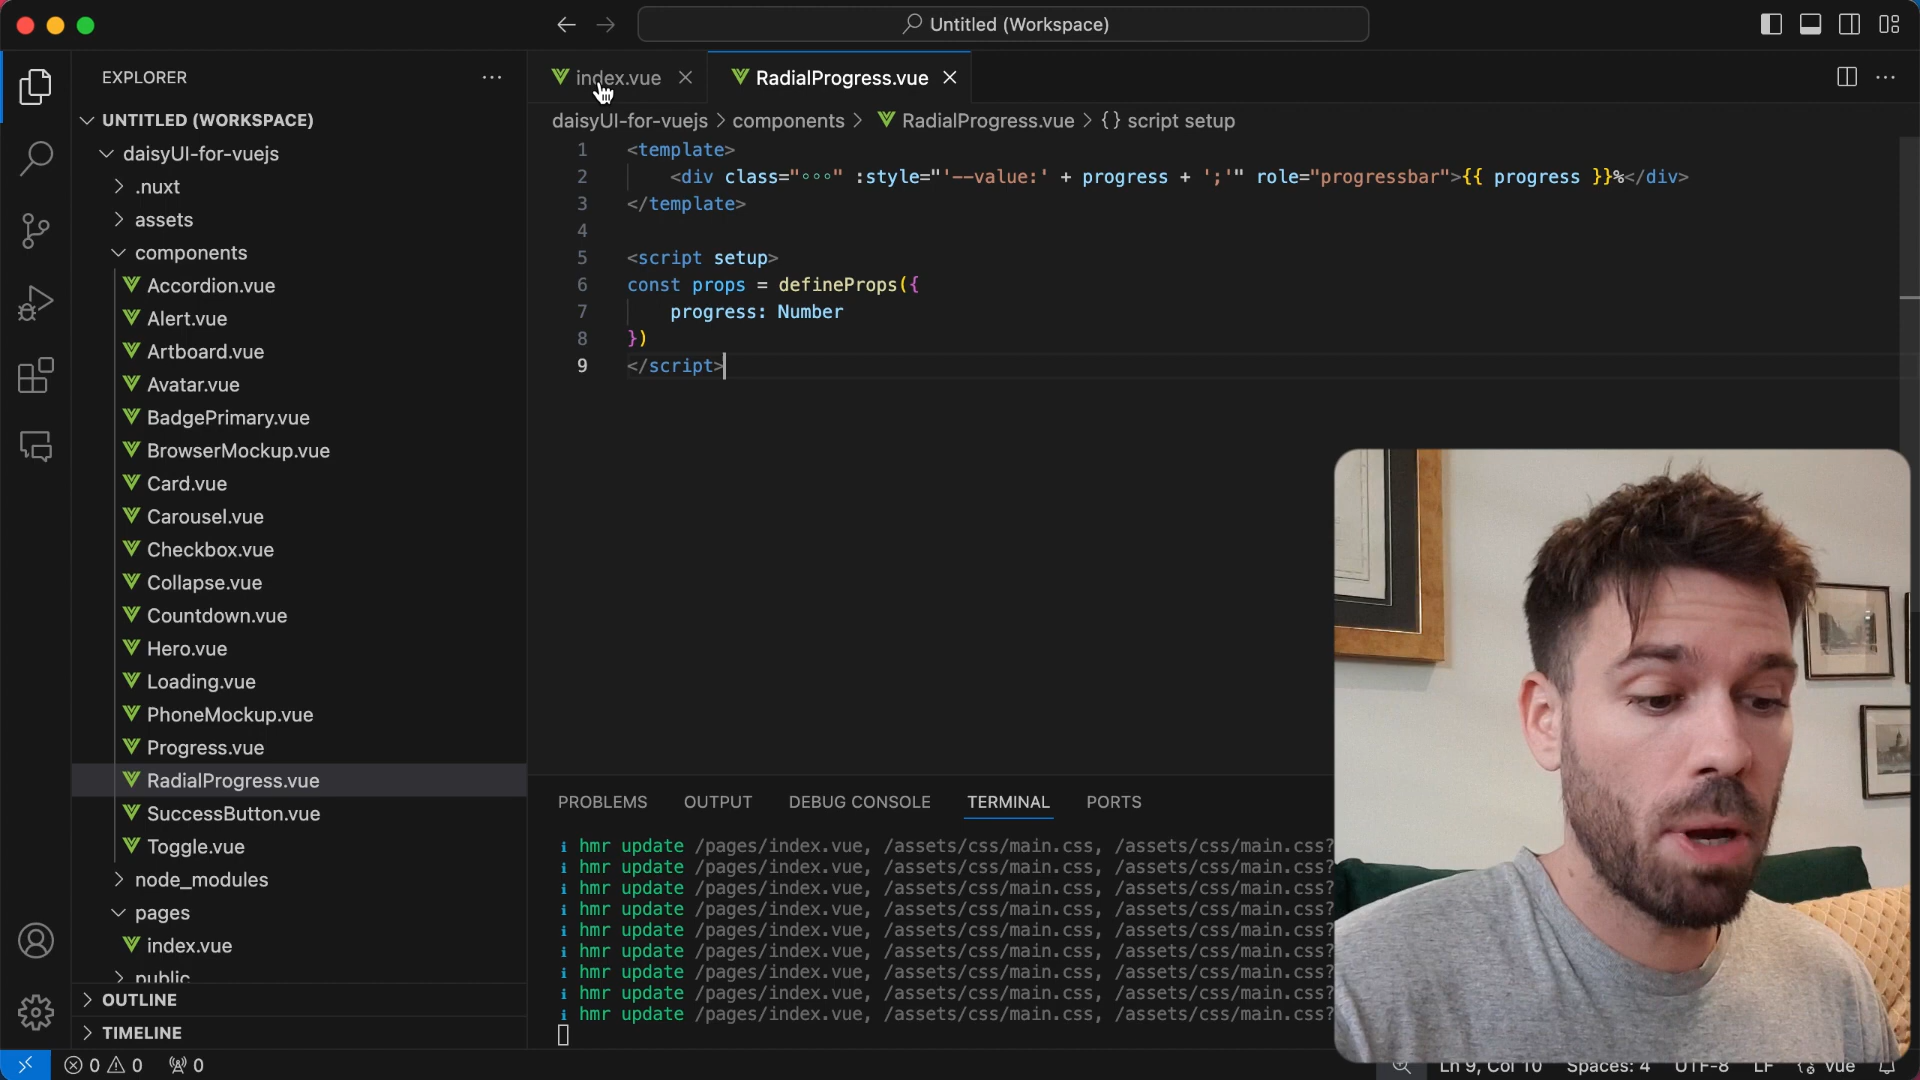 Untitled (Workspace)
EXPLORER
index.vue
RadialProgress.vue
UNTITLED (WORKSPACE)
daisyUI-for-vuejs > components > RadialProgress.vue > {} script setup
daisyUI-for-vuejs
.nuxt
assets
components
Accordion.vue
Alert.vue
Artboard.vue
Avatar.vue
BadgePrimary.vue
BrowserMockup.vue
Card.vue
Carousel.vue
Checkbox.vue
Collapse.vue
Countdown.vue
Hero.vue
Loading.vue
PhoneMockup.vue
Progress.vue
RadialProgress.vue
SuccessButton.vue
Toggle.vue
node_modules
pages
index.vue
public
OUTLINE
TIMELINE
1 <template>
2 <div class="∘∘∘" :style="'--value:' + progress + ';'" role="progressbar">{{ progress }}%</div>
3 </template>
4
5 <script setup>
6 const props = defineProps({
7 progress: Number
8 })
9 </script>
PROBLEMS
OUTPUT
DEBUG CONSOLE
TERMINAL
PORTS
i hmr update /pages/index.vue, /assets/css/main.css, /assets/css/main.css?
i hmr update /pages/index.vue, /assets/css/main.css, /assets/css/main.css?
i hmr update /pages/index.vue, /assets/css/main.css, /assets/css/main.css?
i hmr update /pages/index.vue, /assets/css/main.css, /assets/css/main.css?
i hmr update /pages/index.vue, /assets/css/main.css, /assets/css/main.css?
i hmr update /pages/index.vue, /assets/css/main.css, /assets/css/main.css?
i hmr update /pages/index.vue, /assets/css/main.css, /assets/css/main.css?
i hmr update /pages/index.vue, /assets/css/main.css, /assets/css/main.css?
i hmr update /pages/index.vue, /assets/css/main.css, /assets/css/main.css?
0 0 0
Ln 9, Col 10 Spaces: 4 UTF-8 LF vue